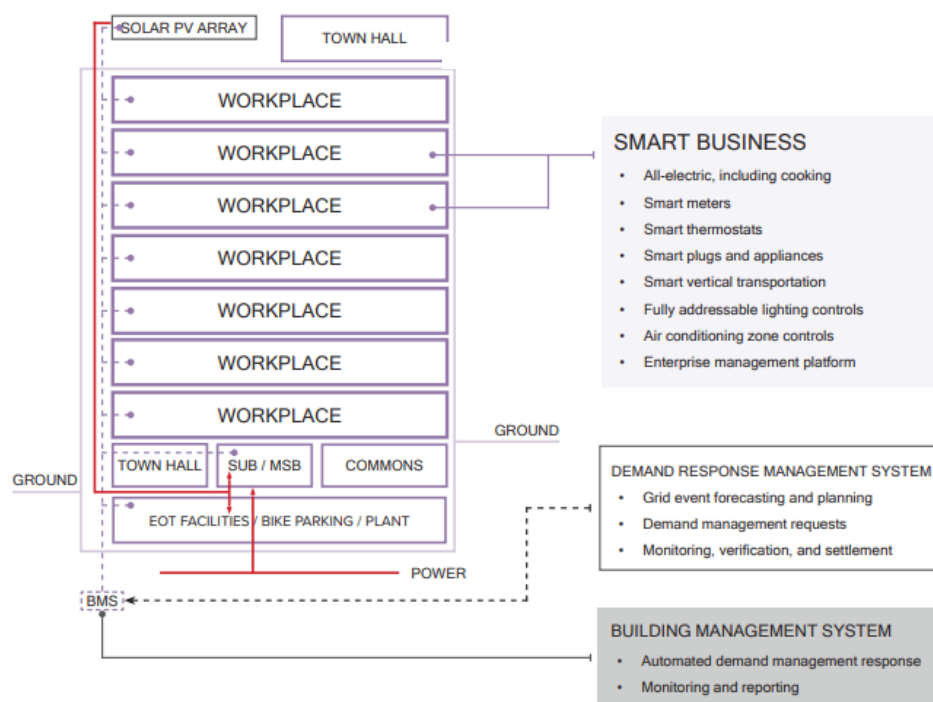 SOLAR PV ARRAY
TOWN HALL
WORKPLACE
WORKPLACE
WORKPLACE
WORKPLACE
WORKPLACE
WORKPLACE
WORKPLACE
TOWN HALL
SUB / MSB
COMMONS
GROUND
GROUND
EOT FACILITIES / BIKE PARKING / PLANT
POWER
BMS
SMART BUSINESS
• All-electric, including cooking
• Smart meters
• Smart thermostats
• Smart plugs and appliances
• Smart vertical transportation
• Fully addressable lighting controls
• Air conditioning zone controls
• Enterprise management platform
DEMAND RESPONSE MANAGEMENT SYSTEM
• Grid event forecasting and planning
• Demand management requests
• Monitoring, verification, and settlement
BUILDING MANAGEMENT SYSTEM
• Automated demand management response
• Monitoring and reporting